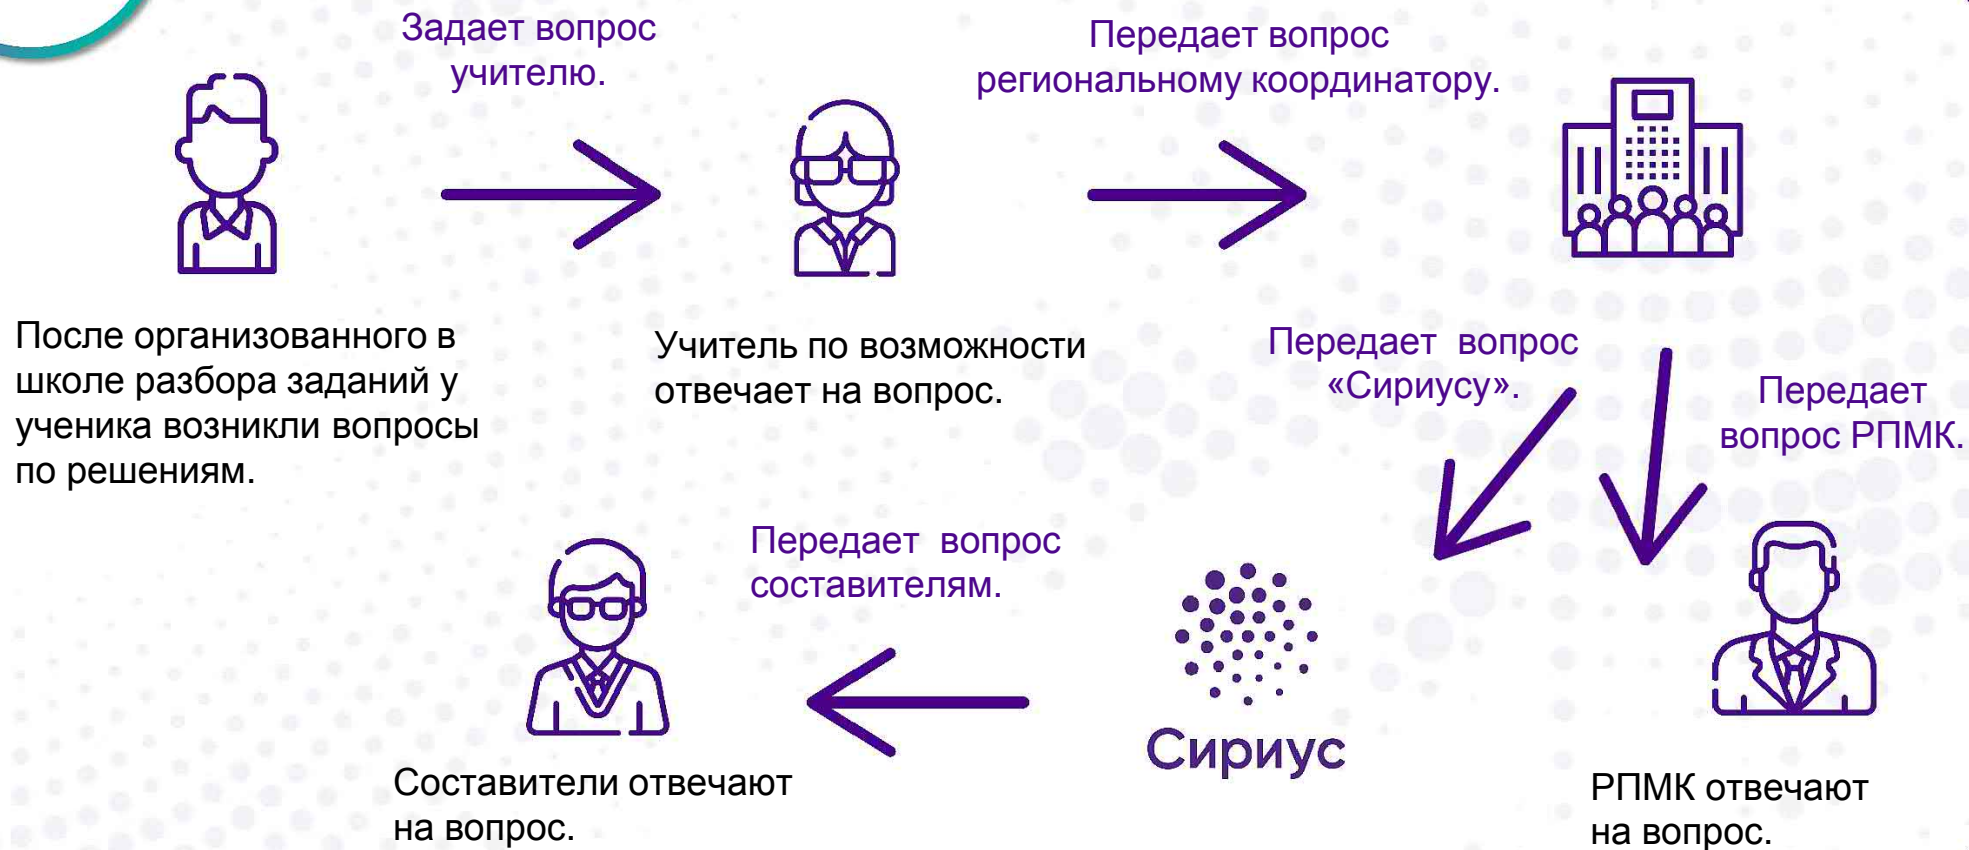 Задает вопрос
учителю.
Передает вопрос
региональному координатору.
После организованного в
школе разбора заданий у
ученика возникли вопросы
по решениям.
Учитель по возможности
отвечает на вопрос.
Передает вопрос
«Сириусу».
Передает
вопрос РПМК.
Передает вопрос
составителям.
Сириус
Составители отвечают
на вопрос.
РПМК отвечают
на вопрос.